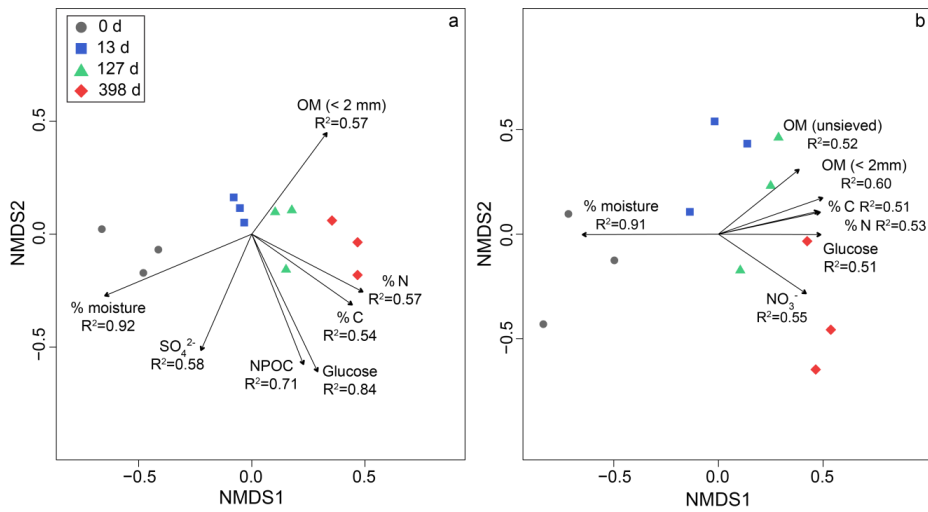 a
0 d
13 d
127 d
398 d
OM (< 2 mm)
R²=0.57
% moisture
R²=0.92
SO₄²⁻
R²=0.58
NPOC
R²=0.71
Glucose
R²=0.84
% C
R²=0.54
% N
R²=0.57
0.5
0.0
−0.5
NMDS2
−0.5
0.0
0.5
NMDS1
b
OM (unsieved)
R²=0.52
OM (< 2mm)
R²=0.60
% C R²=0.51
% N R²=0.53
Glucose
R²=0.51
% moisture
R²=0.91
NO₃⁻
R²=0.55
0.5
0.0
−0.5
NMDS2
−0.5
0.0
0.5
NMDS1